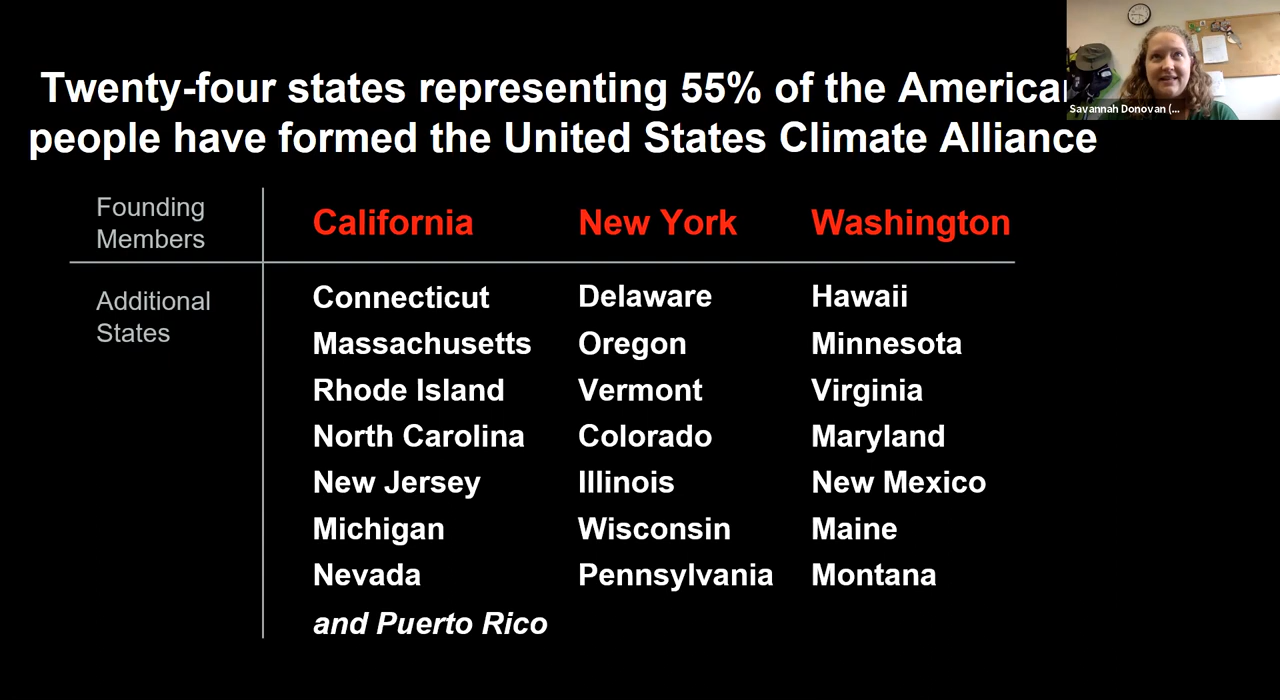 Twenty-four states representing 55% of the America
people have formed the United States Climate Alliance
Savannah Donovan (...
Founding
Members
California New York Washington
Additional
States
Connecticut Delaware Hawaii
Massachusetts Oregon Minnesota
Rhode Island Vermont Virginia
North Carolina Colorado Maryland
New Jersey Illinois New Mexico
Michigan Wisconsin Maine
Nevada Pennsylvania Montana
and Puerto Rico